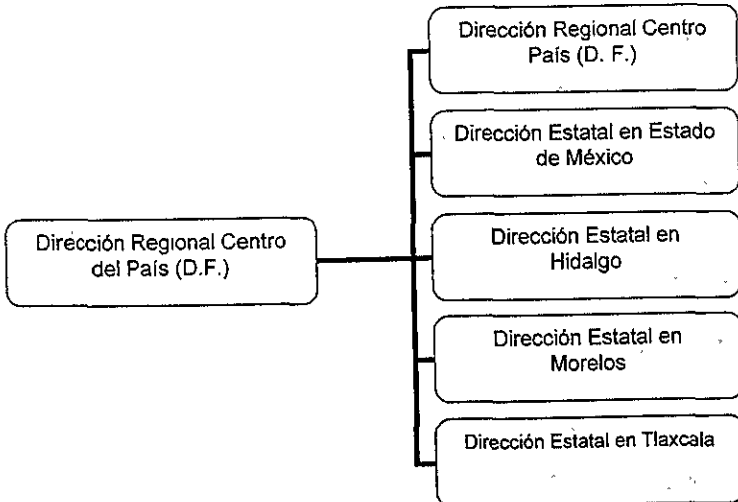 Dirección Regional Centro
País (D. F.)
Dirección Estatal en Estado
de México
Dirección Regional Centro
del País (D.F.)
Dirección Estatal en
Hidalgo
Dirección Estatal en
Morelos
Dirección Estatal en Tlaxcala